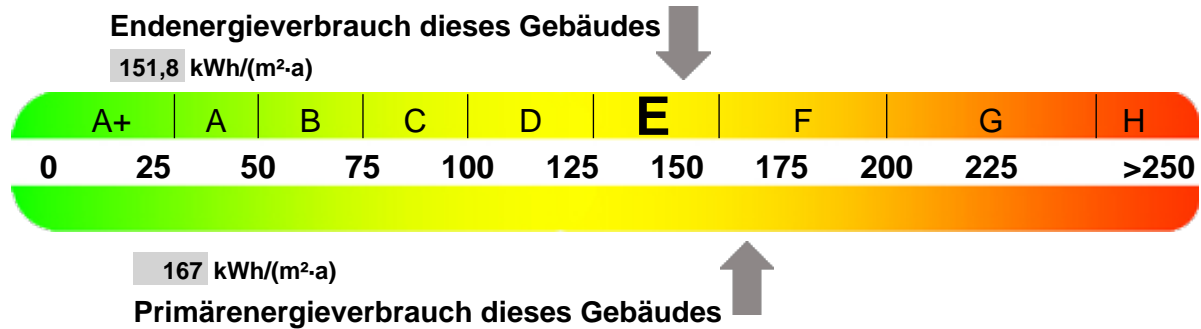 Endenergieverbrauch dieses Gebäudes
151,8 kWh/(m²·a)
A+ A B C D E F G H
0 25 50 75 100 125 150 175 200 225 >250
167 kWh/(m²·a)
Primärenergieverbrauch dieses Gebäudes